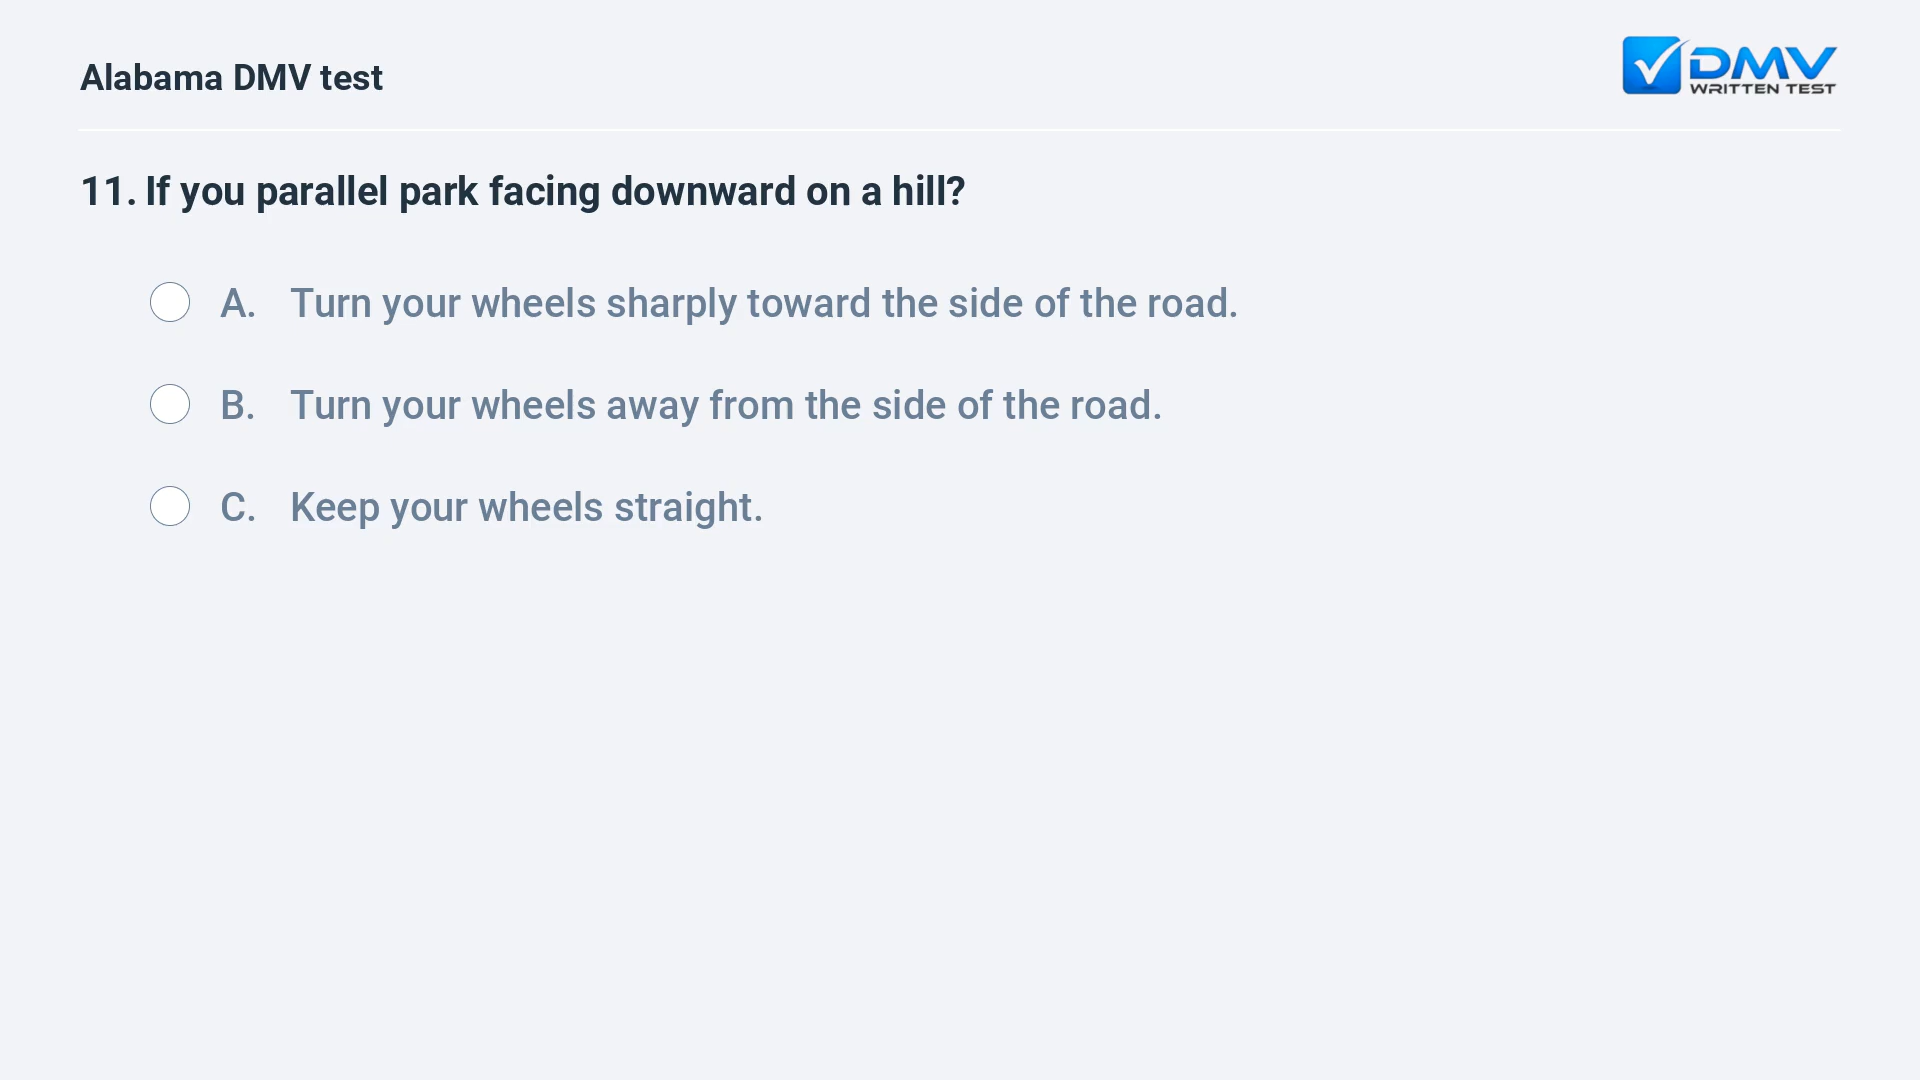 Alabama DMV test
DMV
WRITTEN TEST
11. If you parallel park facing downward on a hill?
A. Turn your wheels sharply toward the side of the road.
B. Turn your wheels away from the side of the road.
C. Keep your wheels straight.